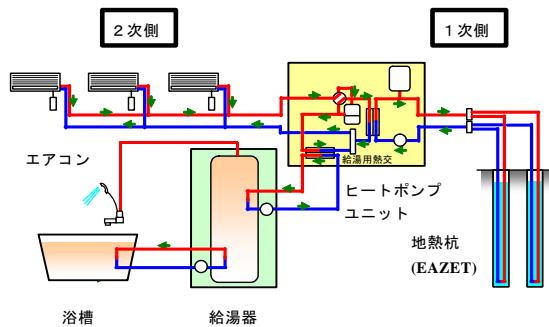 ２次側
１次側
エアコン
給湯用熱交
ヒートポンプ
ユニット
地熱杭
(EAZET)
浴槽
給湯器